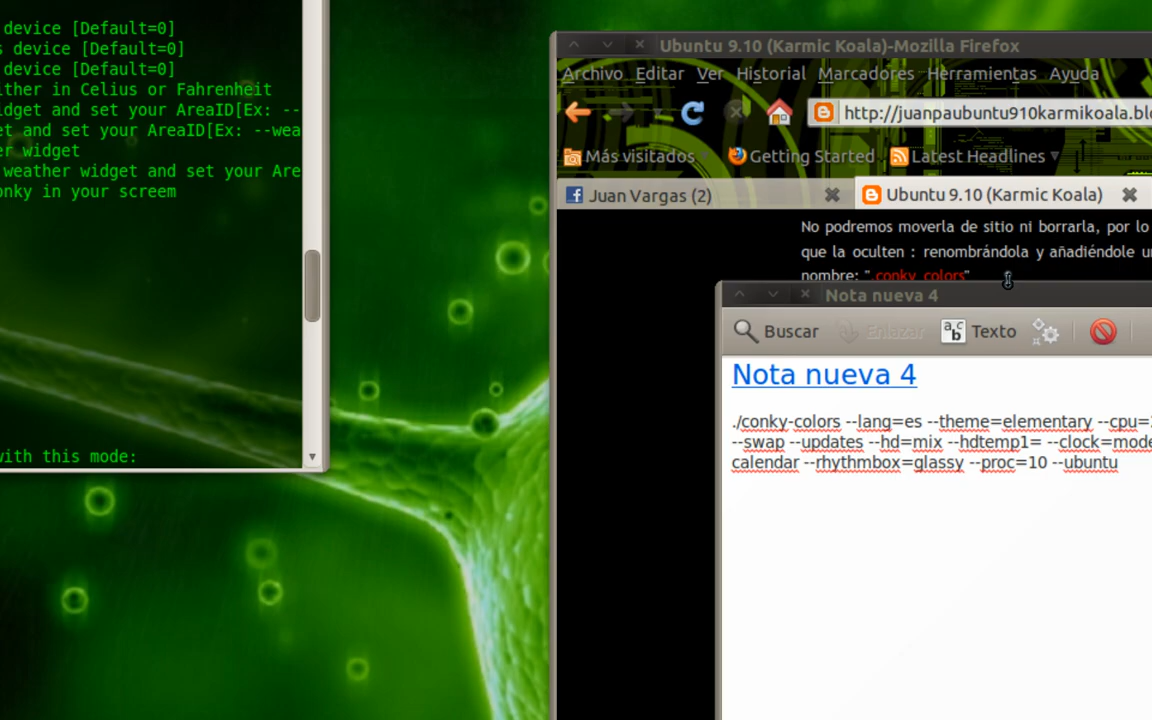 device [Default=0]
s device [Default=0]
device [Default=0]
ither in Celius or Fahrenheit
idget and set your AreaID[Ex: --
et and set your AreaID[Ex: --wea
er widget
weather widget and set your Are
onky in your screem
with this mode:
Ubuntu 9.10 (Karmic Koala)-Mozilla Firefox
Archivo Editar Ver Historial Marcadores Herramientas Ayuda
http://juanpaubuntu910karmikoala.blo
Más visitados Getting Started Latest Headlines
Juan Vargas (2) Ubuntu 9.10 (Karmic Koala)
No podremos moverla de sitio ni borrarla, por lo
que la oculten : renombrándola y añadiéndole u
nombre: ".conky_colors"
Nota nueva 4
Buscar Enlazar Texto
Nota nueva 4
./conky-colors --lang=es --theme=elementary --cpu=
--swap --updates --hd=mix --hdtemp1= --clock=mode
calendar --rhythmbox=glassy --proc=10 --ubuntu